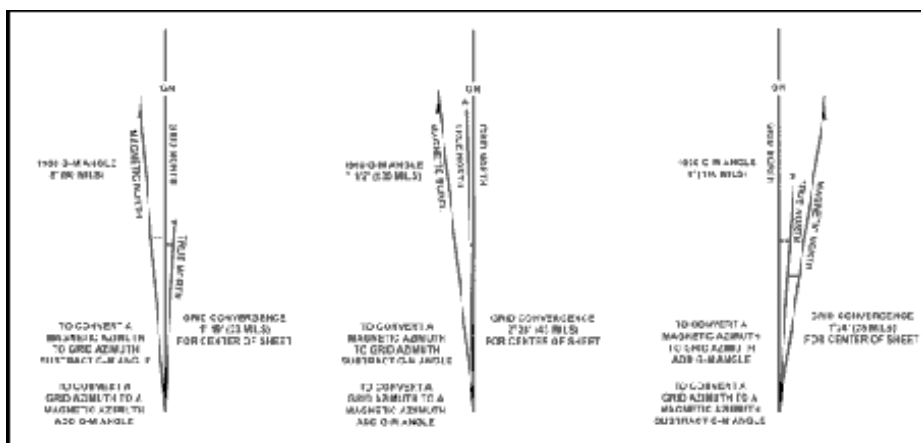 GN
MAGNETIC NORTH
GRID NORTH
TRUE NORTH
G-M ANGLE
GRID CONVERGENCE
FOR CENTER OF SHEET
TO CONVERT A
MAGNETIC AZIMUTH
TO GRID AZIMUTH
SUBTRACT G-M ANGLE
TO CONVERT A
GRID AZIMUTH TO A
MAGNETIC AZIMUTH
ADD G-M ANGLE
GN
MAGNETIC NORTH
TRUE NORTH
GRID NORTH
G-M ANGLE
GRID CONVERGENCE
FOR CENTER OF SHEET
TO CONVERT A
MAGNETIC AZIMUTH
TO GRID AZIMUTH
SUBTRACT G-M ANGLE
TO CONVERT A
GRID AZIMUTH TO A
MAGNETIC AZIMUTH
ADD G-M ANGLE
GN
GRID NORTH
TRUE NORTH
MAGNETIC NORTH
G-M ANGLE
GRID CONVERGENCE
FOR CENTER OF SHEET
TO CONVERT A
MAGNETIC AZIMUTH
TO GRID AZIMUTH
ADD G-M ANGLE
TO CONVERT A
GRID AZIMUTH TO A
MAGNETIC AZIMUTH
SUBTRACT G-M ANGLE